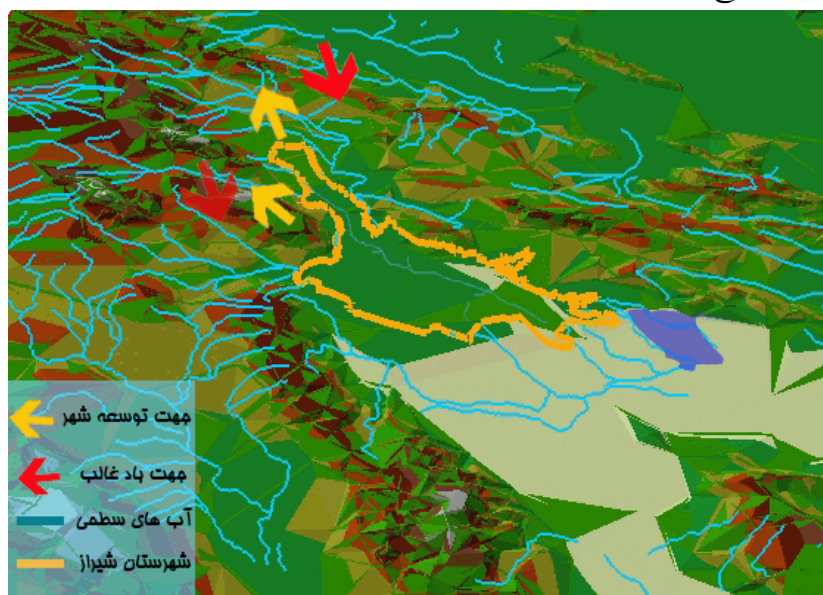 جهت توسعه شهر
جهت باد غالب
آب های سطحی
شهرستان شیراز